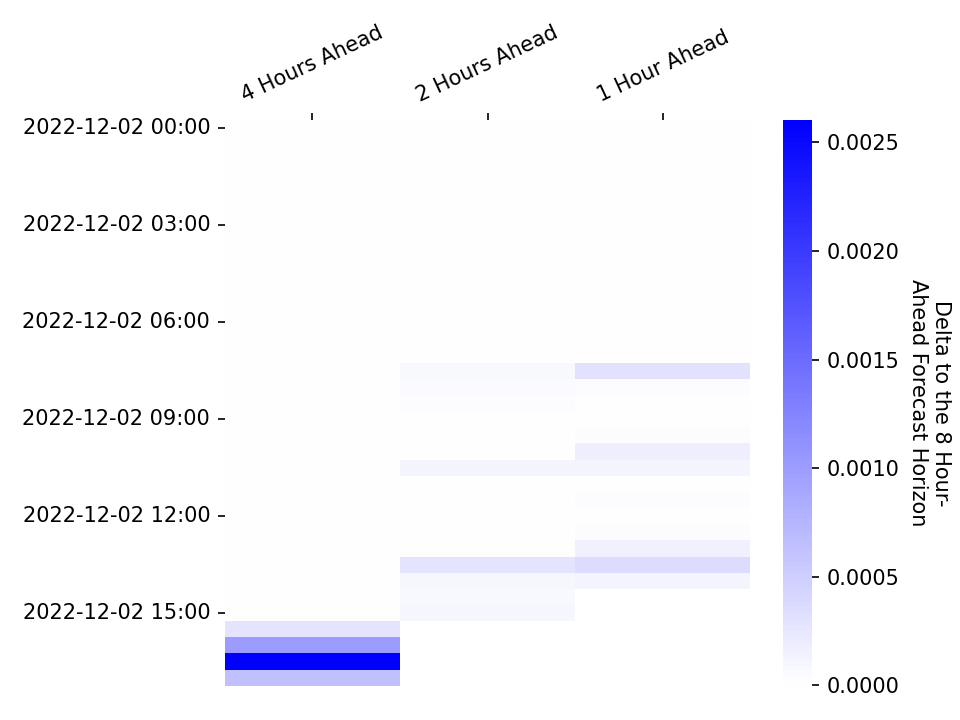 4 Hours Ahead
2 Hours Ahead
1 Hour Ahead
2022-12-02 00:00
2022-12-02 03:00
2022-12-02 06:00
2022-12-02 09:00
2022-12-02 12:00
2022-12-02 15:00
0.0025
0.0020
0.0015
0.0010
0.0005
0.0000
Delta to the 8 Hour-
Ahead Forecast Horizon